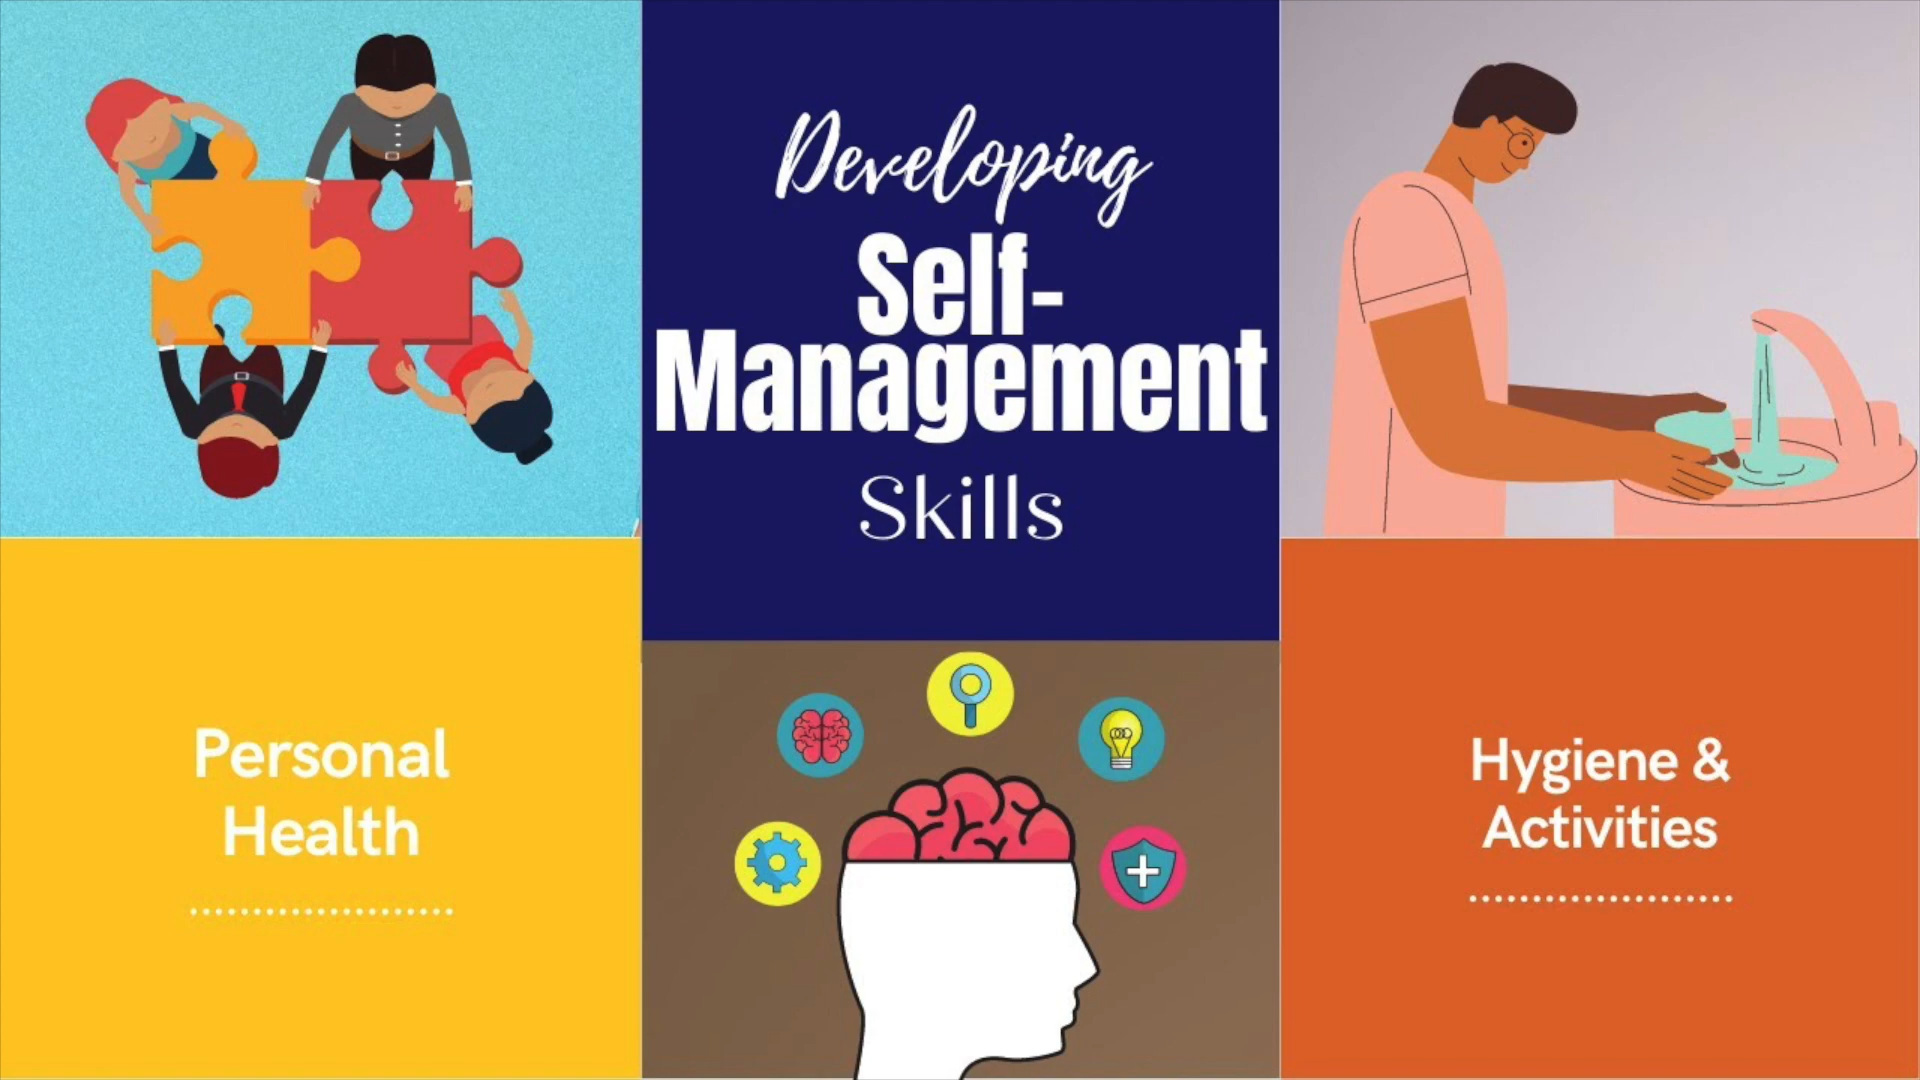 Developing
Self-
Management
Skills
Personal
Health
Hygiene &
Activities